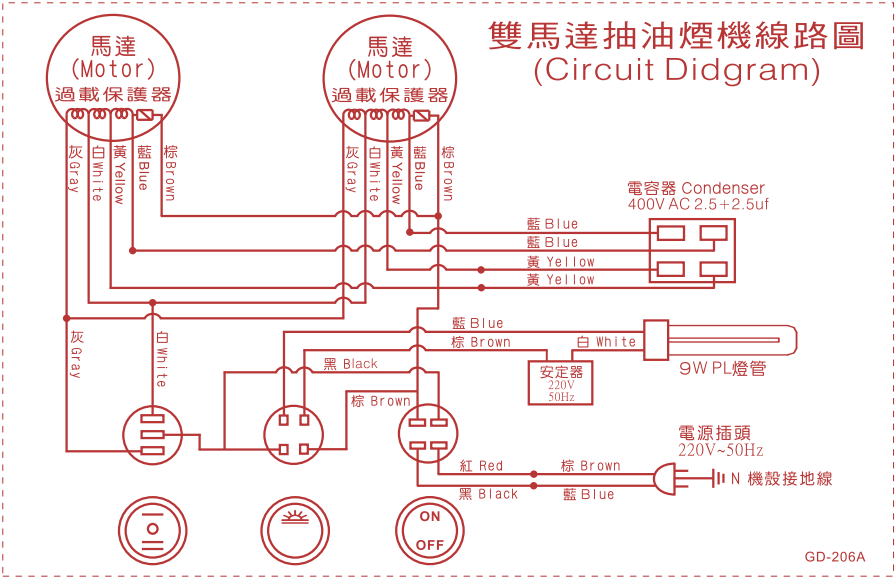 雙馬達抽油煙機線路圖
(Circuit Didgram)
馬達
(Motor)
過載保護器
馬達
(Motor)
過載保護器
灰 Gray
白 White
黃 Yellow
藍 Blue
棕 Brown
灰 Gray
白 White
黃 Yellow
藍 Blue
棕 Brown
電容器 Condenser
400V AC 2.5+2.5uf
藍 Blue
藍 Blue
黃 Yellow
黃 Yellow
灰 Gray
白 White
藍 Blue
棕 Brown
白 White
黑 Black
棕 Brown
安定器
220V
50Hz
9W PL燈管
電源插頭
220V~50Hz
紅 Red
棕 Brown
黑 Black
藍 Blue
N 機殼接地線
ON
OFF
GD-206A